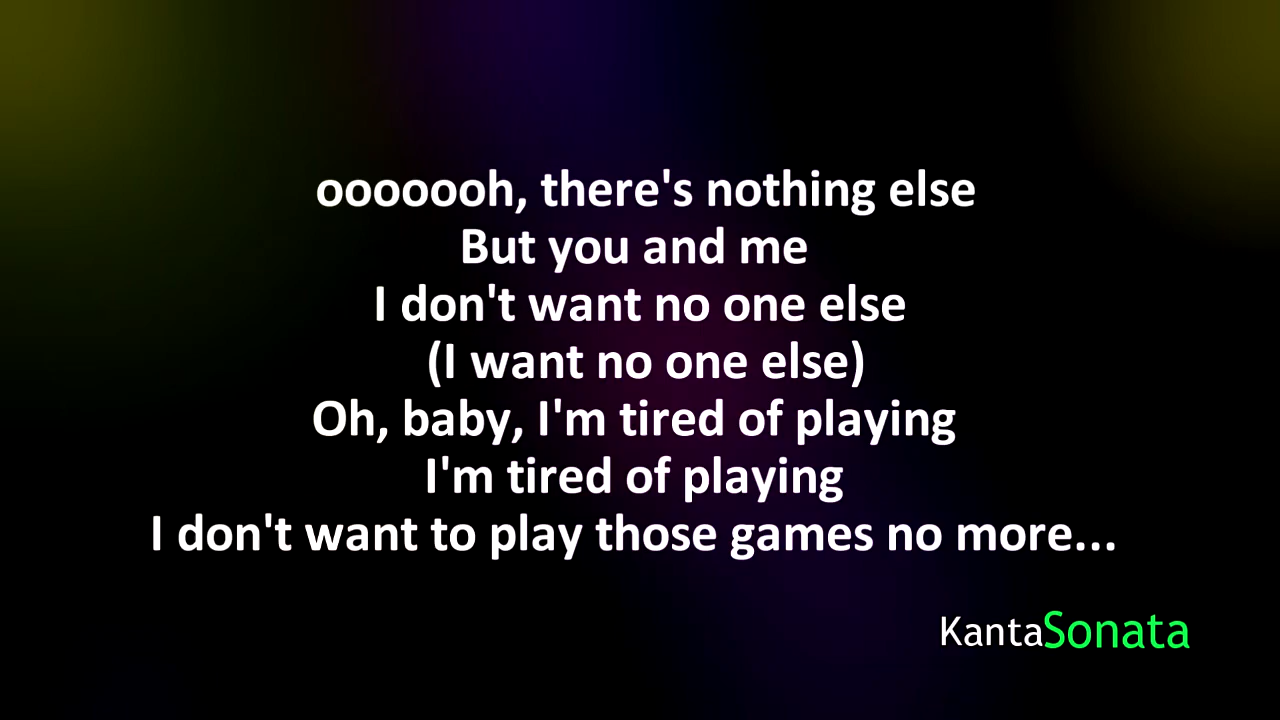 ooooooh, there's nothing else
But you and me
I don't want no one else
(I want no one else)
Oh, baby, I'm tired of playing
I'm tired of playing
I don't want to play those games no more...
KantaSonata